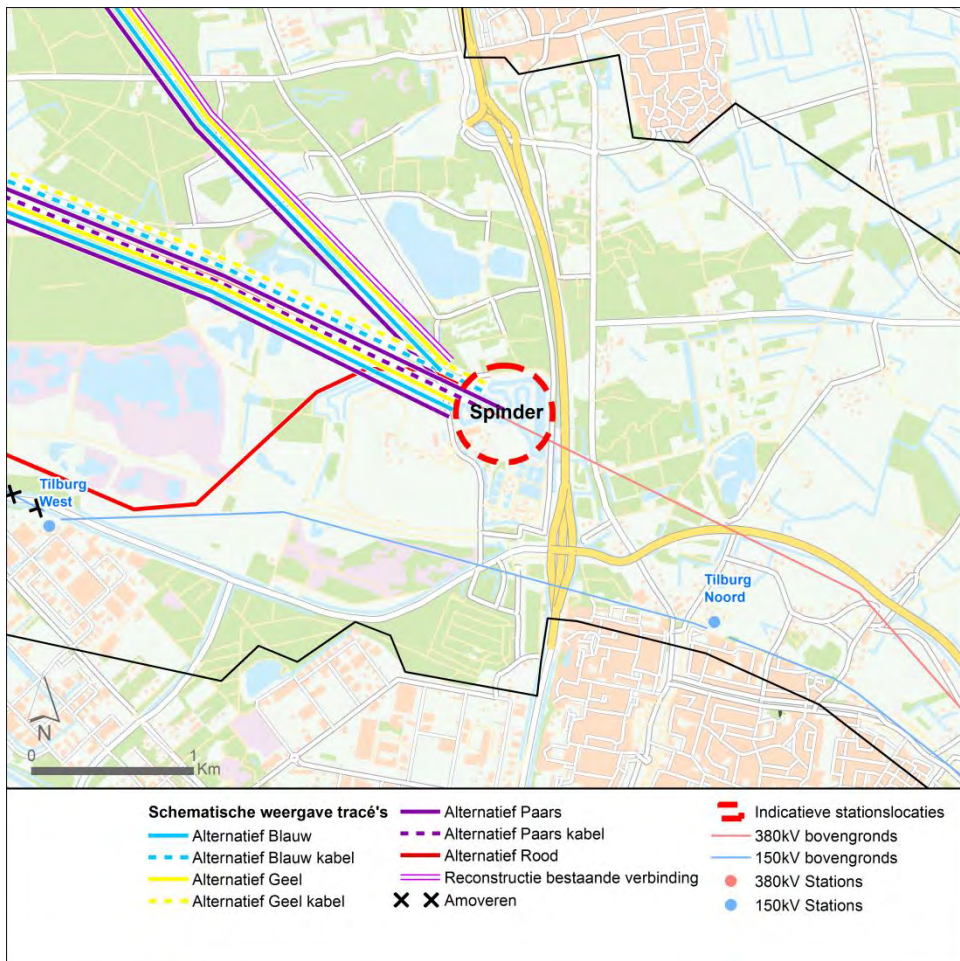 Spinder
Tilburg
West
Tilburg
Noord
N
0
1
Km
Schematische weergave tracé's
Alternatief Blauw
Alternatief Blauw kabel
Alternatief Geel
Alternatief Geel kabel
Alternatief Paars
Alternatief Paars kabel
Alternatief Rood
Reconstructie bestaande verbinding
Amoveren
Indicatieve stationslocaties
380kV bovengronds
150kV bovengronds
380kV Stations
150kV Stations